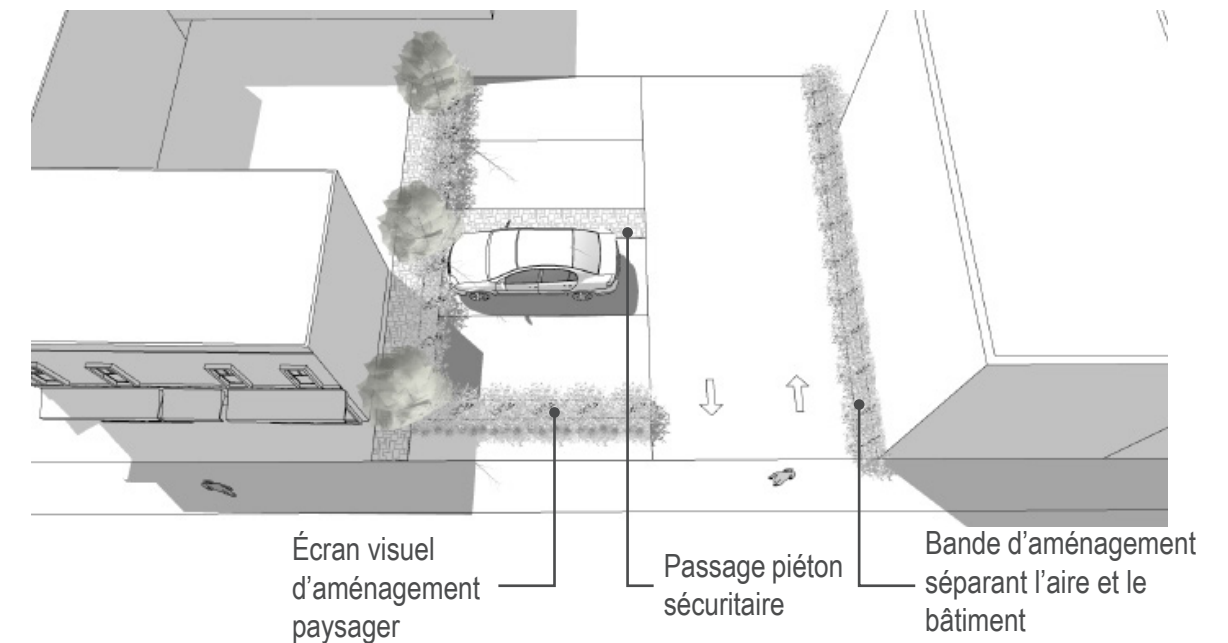 Écran visuel
d’aménagement
paysager
Passage piéton
sécuritaire
Bande d’aménagement
séparant l’aire et le
bâtiment